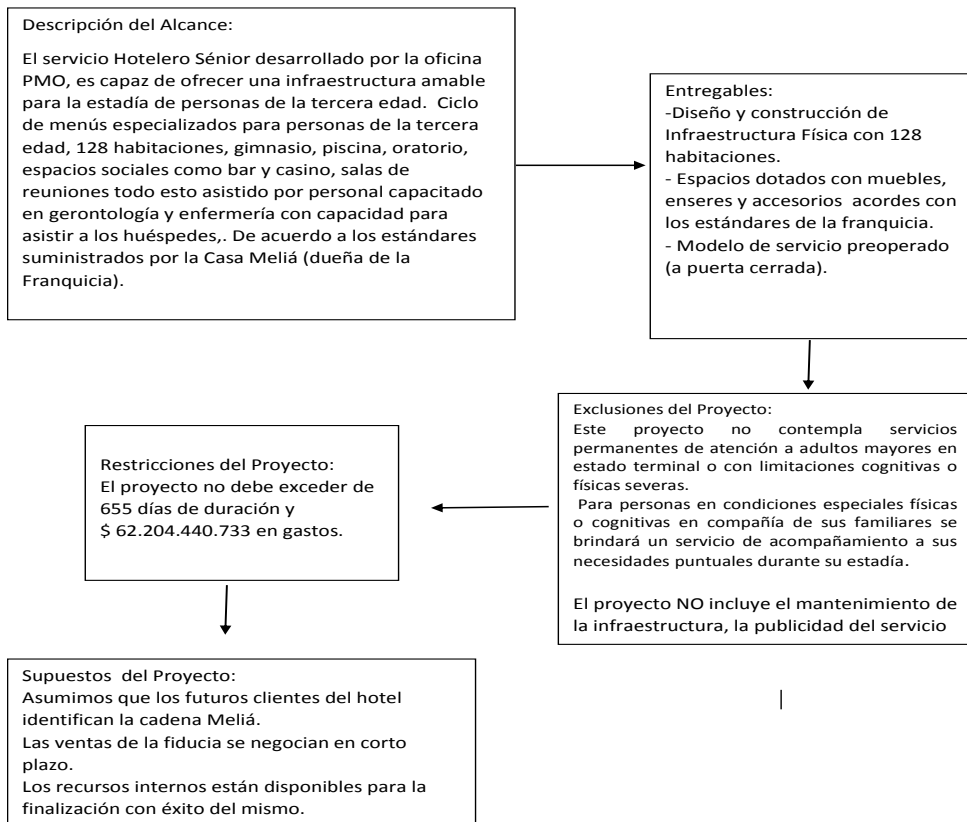 Descripción del Alcance:
El servicio Hotelero Sénior desarrollado por la oficina
PMO, es capaz de ofrecer una infraestructura amable
para la estadía de personas de la tercera edad. Ciclo
de menús especializados para personas de la tercera
edad, 128 habitaciones, gimnasio, piscina, oratorio,
espacios sociales como bar y casino, salas de
reuniones todo esto asistido por personal capacitado
en gerontología y enfermería con capacidad para
asistir a los huéspedes,. De acuerdo a los estándares
suministrados por la Casa Meliá (dueña de la
Franquicia).
Entregables:
-Diseño y construcción de
Infraestructura Física con 128
habitaciones.
- Espacios dotados con muebles,
enseres y accesorios acordes con
los estándares de la franquicia.
- Modelo de servicio preoperado
(a puerta cerrada).
Exclusiones del Proyecto:
Este proyecto no contempla servicios
permanentes de atención a adultos mayores en
estado terminal o con limitaciones cognitivas o
físicas severas.
Para personas en condiciones especiales físicas
o cognitivas en compañía de sus familiares se
brindará un servicio de acompañamiento a sus
necesidades puntuales durante su estadía.
El proyecto NO incluye el mantenimiento de
la infraestructura, la publicidad del servicio
Restricciones del Proyecto:
El proyecto no debe exceder de
655 días de duración y
$ 62.204.440.733 en gastos.
Supuestos del Proyecto:
Asumimos que los futuros clientes del hotel
identifican la cadena Meliá.
Las ventas de la fiducia se negocian en corto
plazo.
Los recursos internos están disponibles para la
finalización con éxito del mismo.